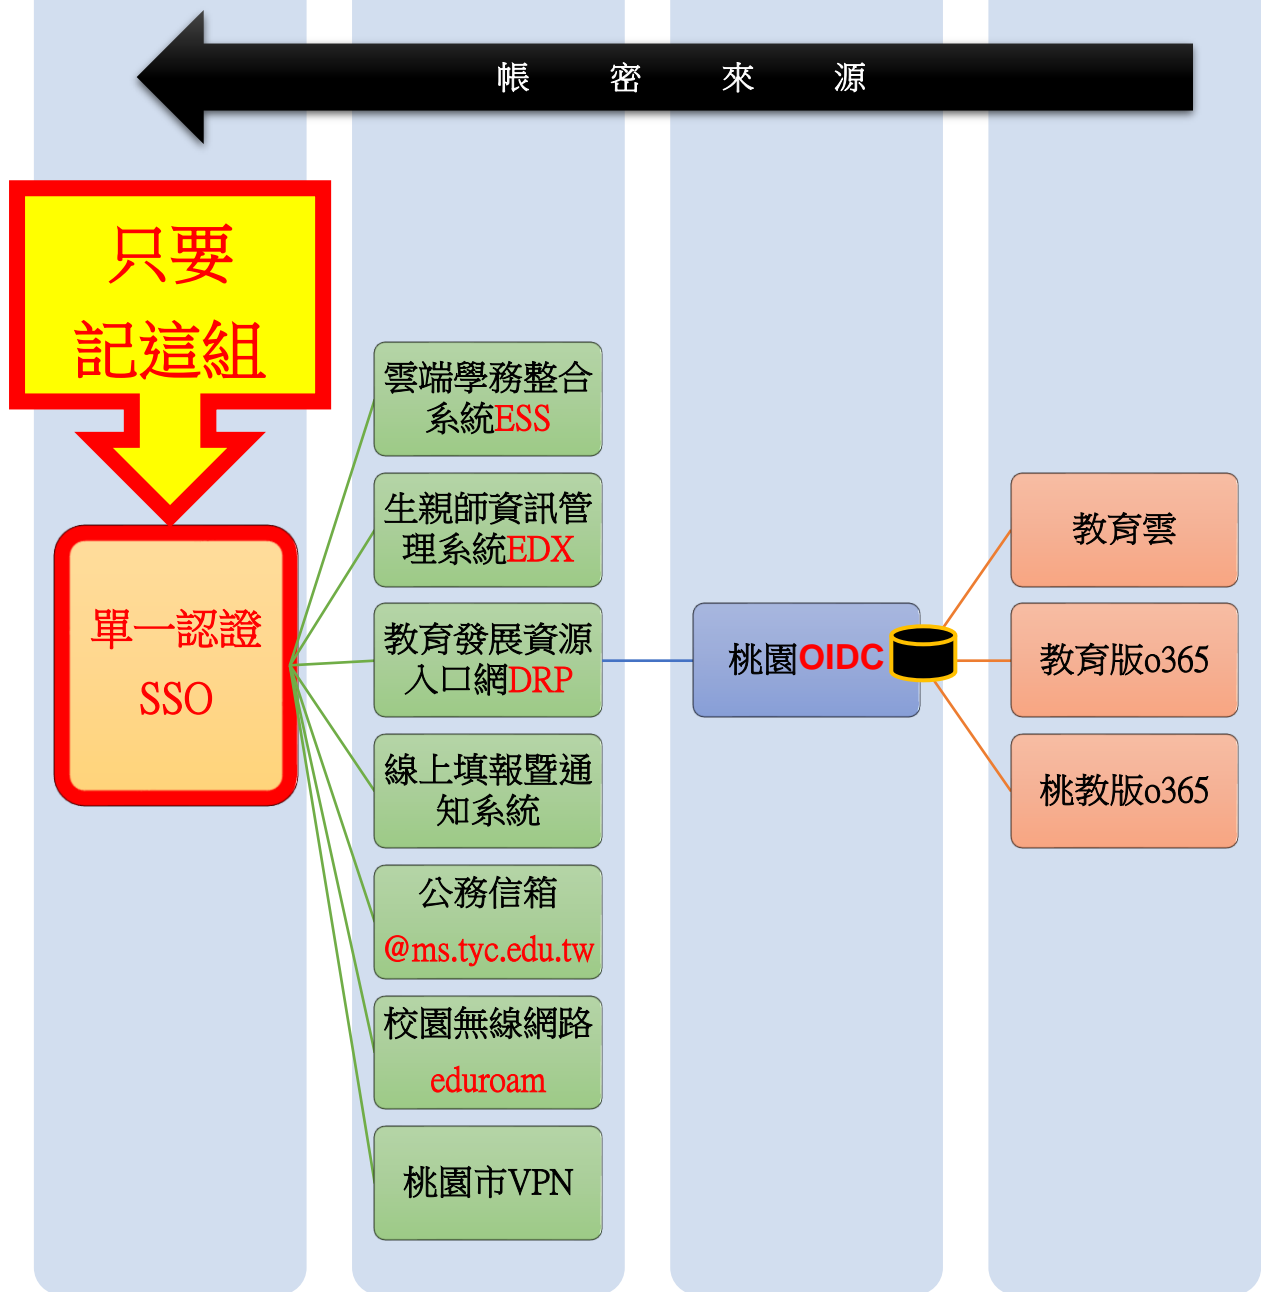 帳 密 來 源
只要
記這組
單一認證
SSO
雲端學務整合
系統ESS
生親師資訊管
理系統EDX
教育發展資源
入口網DRP
線上填報暨通
知系統
公務信箱
@ms.tyc.edu.tw
校園無線網路
eduroam
桃園市VPN
桃園OIDC
教育雲
教育版o365
桃教版o365